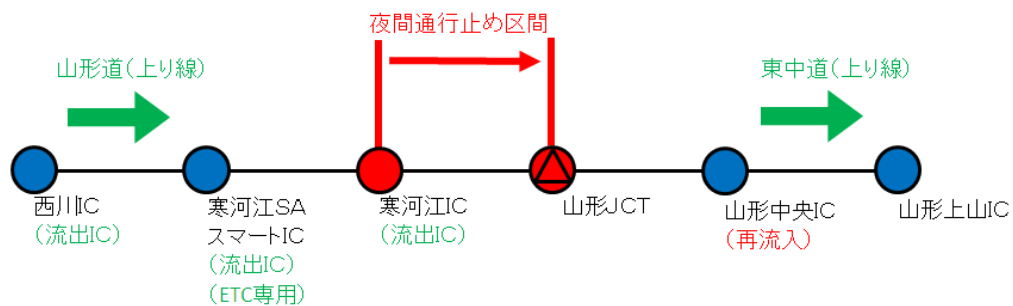 夜間通行止め区間
山形道(上り線)
東中道(上り線)
西川IC
(流出IC)
寒河江SA
スマートIC
(流出IC)
(ETC専用)
寒河江IC
(流出IC)
山形JCT
山形中央IC
(再流入)
山形上山IC